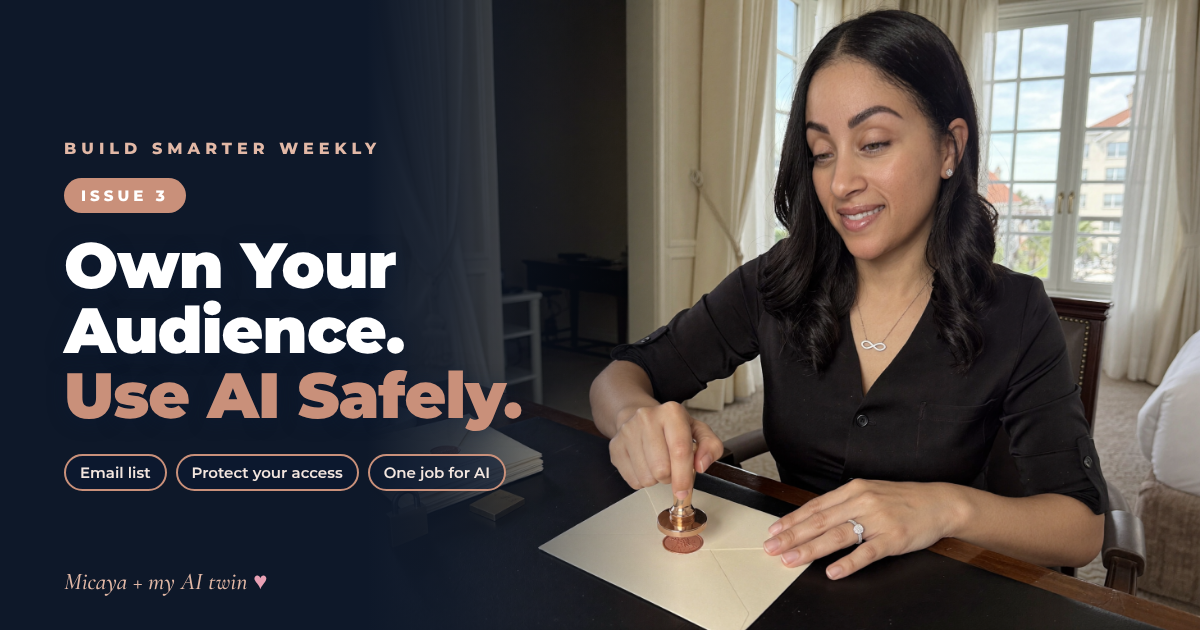 BUILD SMARTER WEEKLY
ISSUE 3
Own Your
Audience.
Use AI Safely.
Email list
Protect your access
One job for AI
Micaya + my AI twin ♥